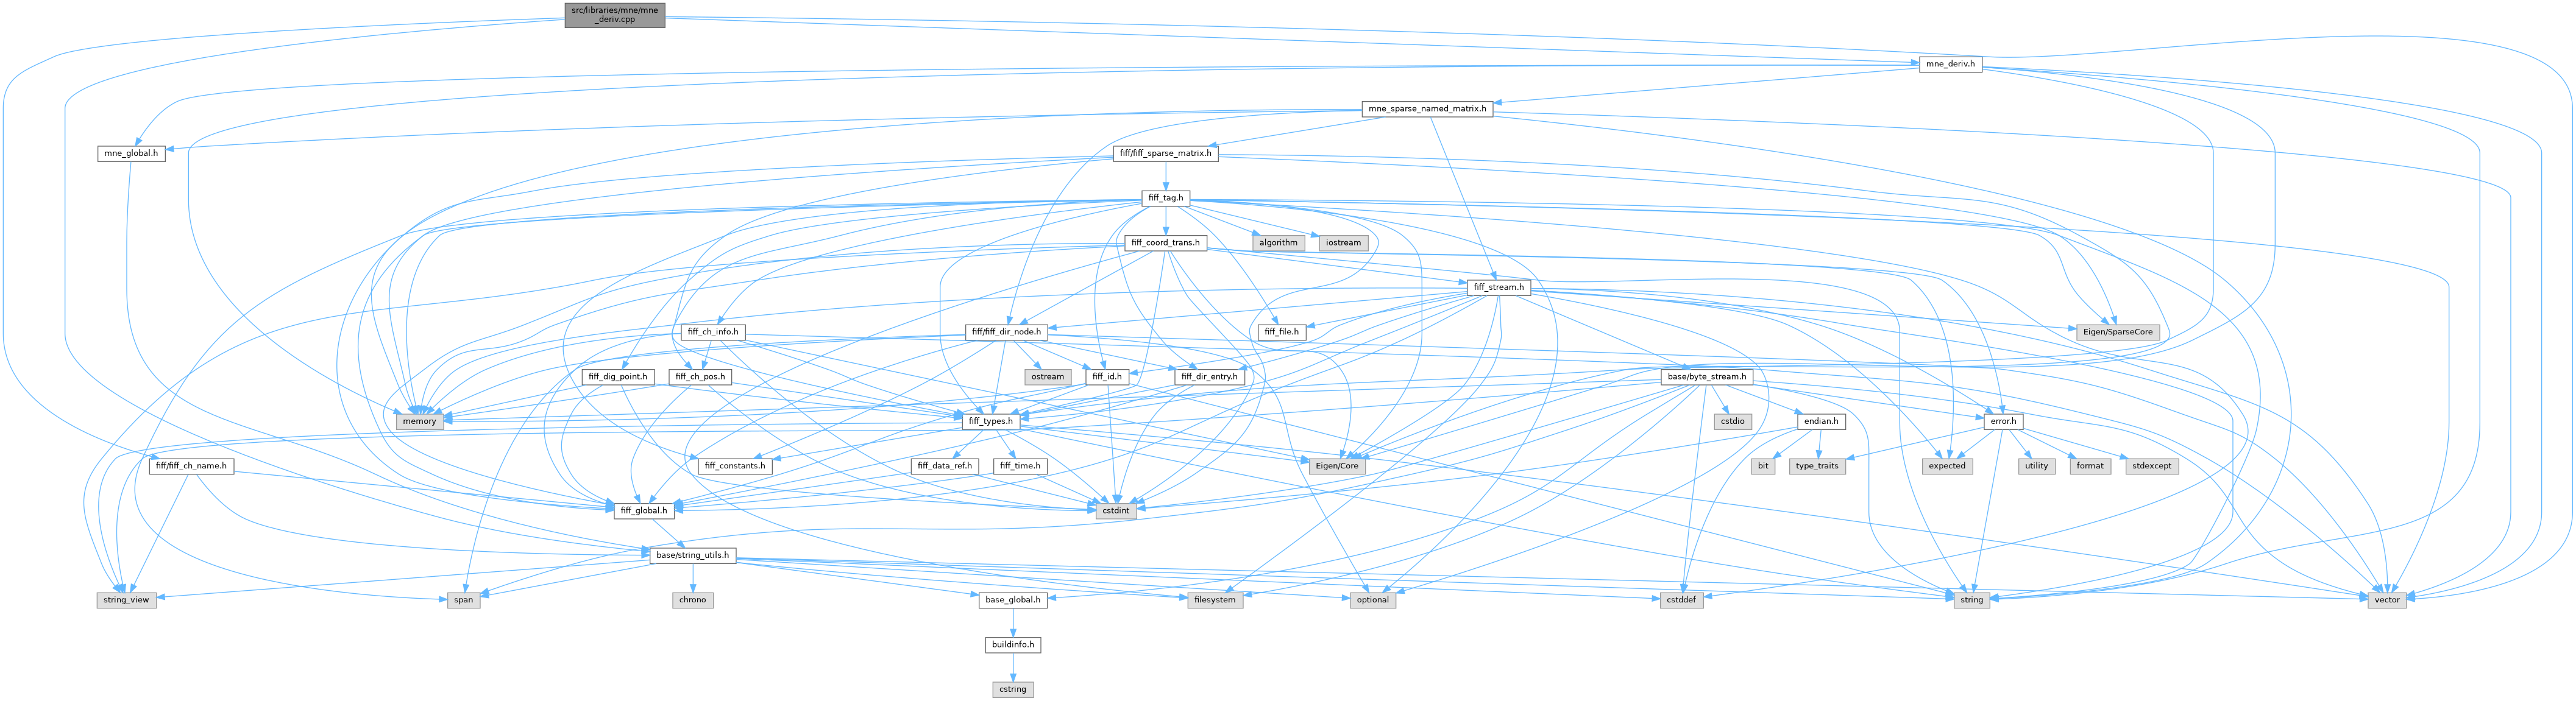 src/libraries/mne/mne
_deriv.cpp
mne_deriv.h
mne_sparse_named_matrix.h
mne_global.h
fiff/fiff_sparse_matrix.h
fiff_tag.h
fiff_coord_trans.h
algorithm
iostream
fiff_stream.h
fiff_ch_info.h
fiff/fiff_dir_node.h
fiff_file.h
Eigen/SparseCore
fiff_dig_point.h
fiff_ch_pos.h
ostream
fiff_id.h
fiff_dir_entry.h
base/byte_stream.h
memory
fiff_types.h
cstdio
endian.h
error.h
fiff/fiff_ch_name.h
fiff_constants.h
fiff_data_ref.h
fiff_time.h
Eigen/Core
bit
type_traits
expected
utility
format
stdexcept
fiff_global.h
cstdint
base/string_utils.h
string_view
span
chrono
base_global.h
filesystem
optional
cstddef
string
vector
buildinfo.h
cstring